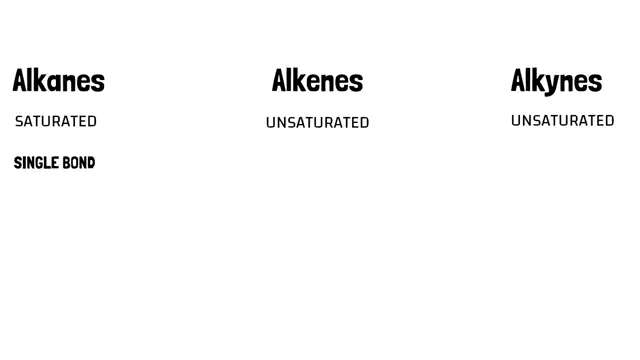 Alkanes Alkenes Alkynes
SATURATED UNSATURATED UNSATURATED
SINGLE BOND